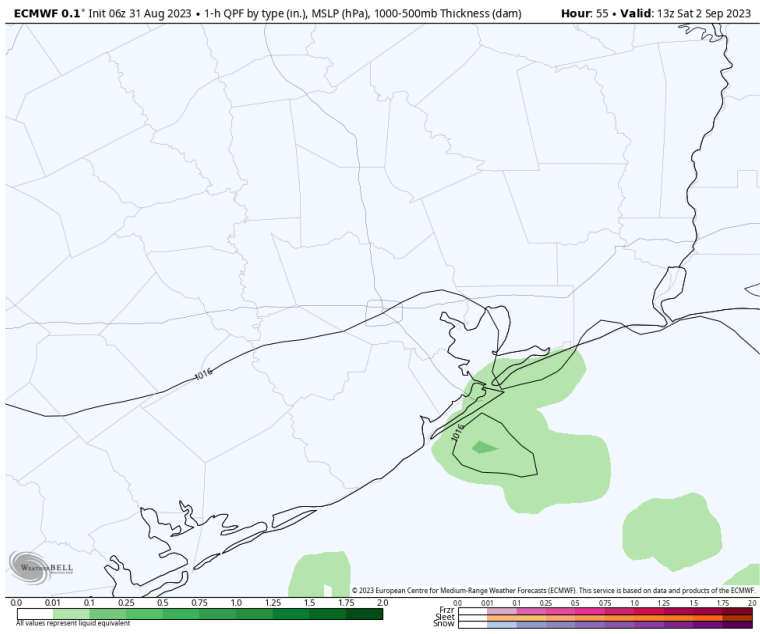 ECMWF 0.1° Init 06z 31 Aug 2023 • 1-h QPF by type (in.), MSLP (hPa), 1000-500mb Thickness (dam) Hour: 55 • Valid: 13z Sat 2 Sep 2023
1016
1016
WEATHERBELL
© 2023 European Centre for Medium-Range Weather Forecasts (ECMWF). This service is based on data and products of the ECMWF.
0.0 0.01 0.1 0.25 0.5 0.75 1.0 1.25 1.5 1.75 2.0
All values represent liquid equivalent
0.0 0.01 0.1 0.25 0.5 0.75 1.0 1.25 1.5 1.75 2.0
Frzr
Sleet
Snow